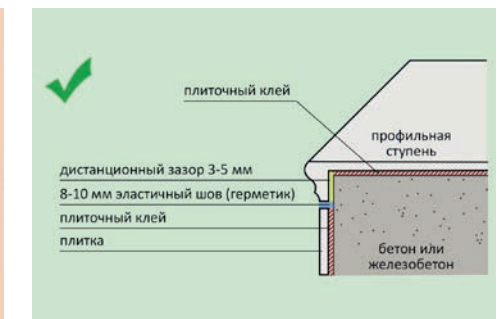 плиточный клей
профильная
ступень
дистанционный зазор 3-5 мм
8-10 мм эластичный шов (герметик)
плиточный клей
плитка
бетон или
железобетон